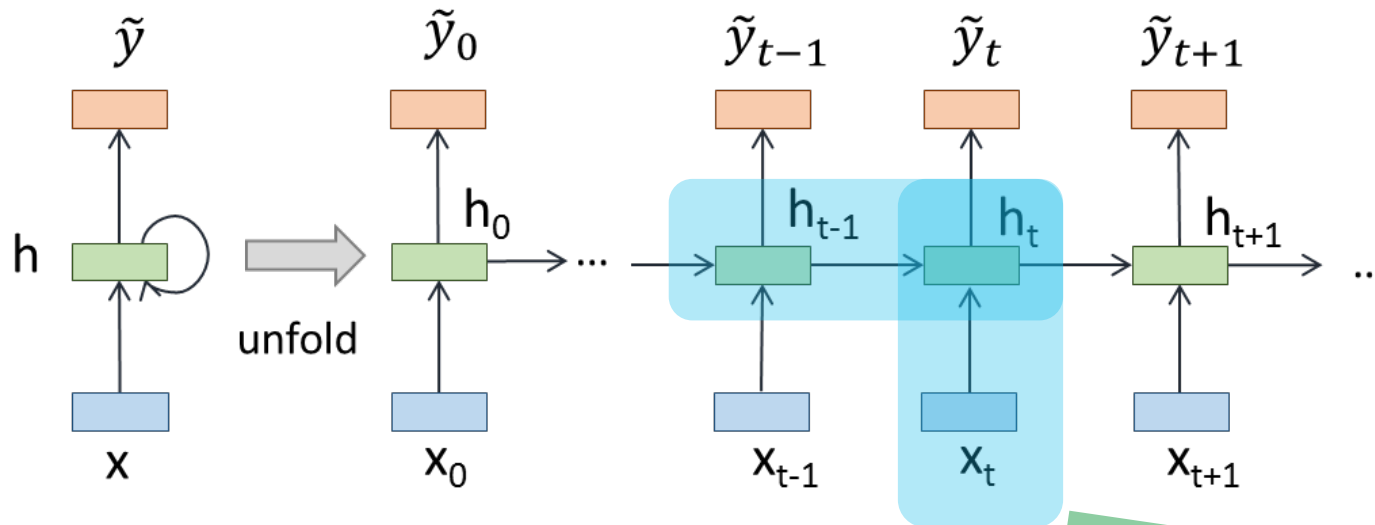 ỹ ỹ₀ ỹₜ₋₁ ỹₜ ỹₜ₊₁
h h₀ ... hₜ₋₁ hₜ hₜ₊₁ ..
unfold
x x₀ xₜ₋₁ xₜ xₜ₊₁